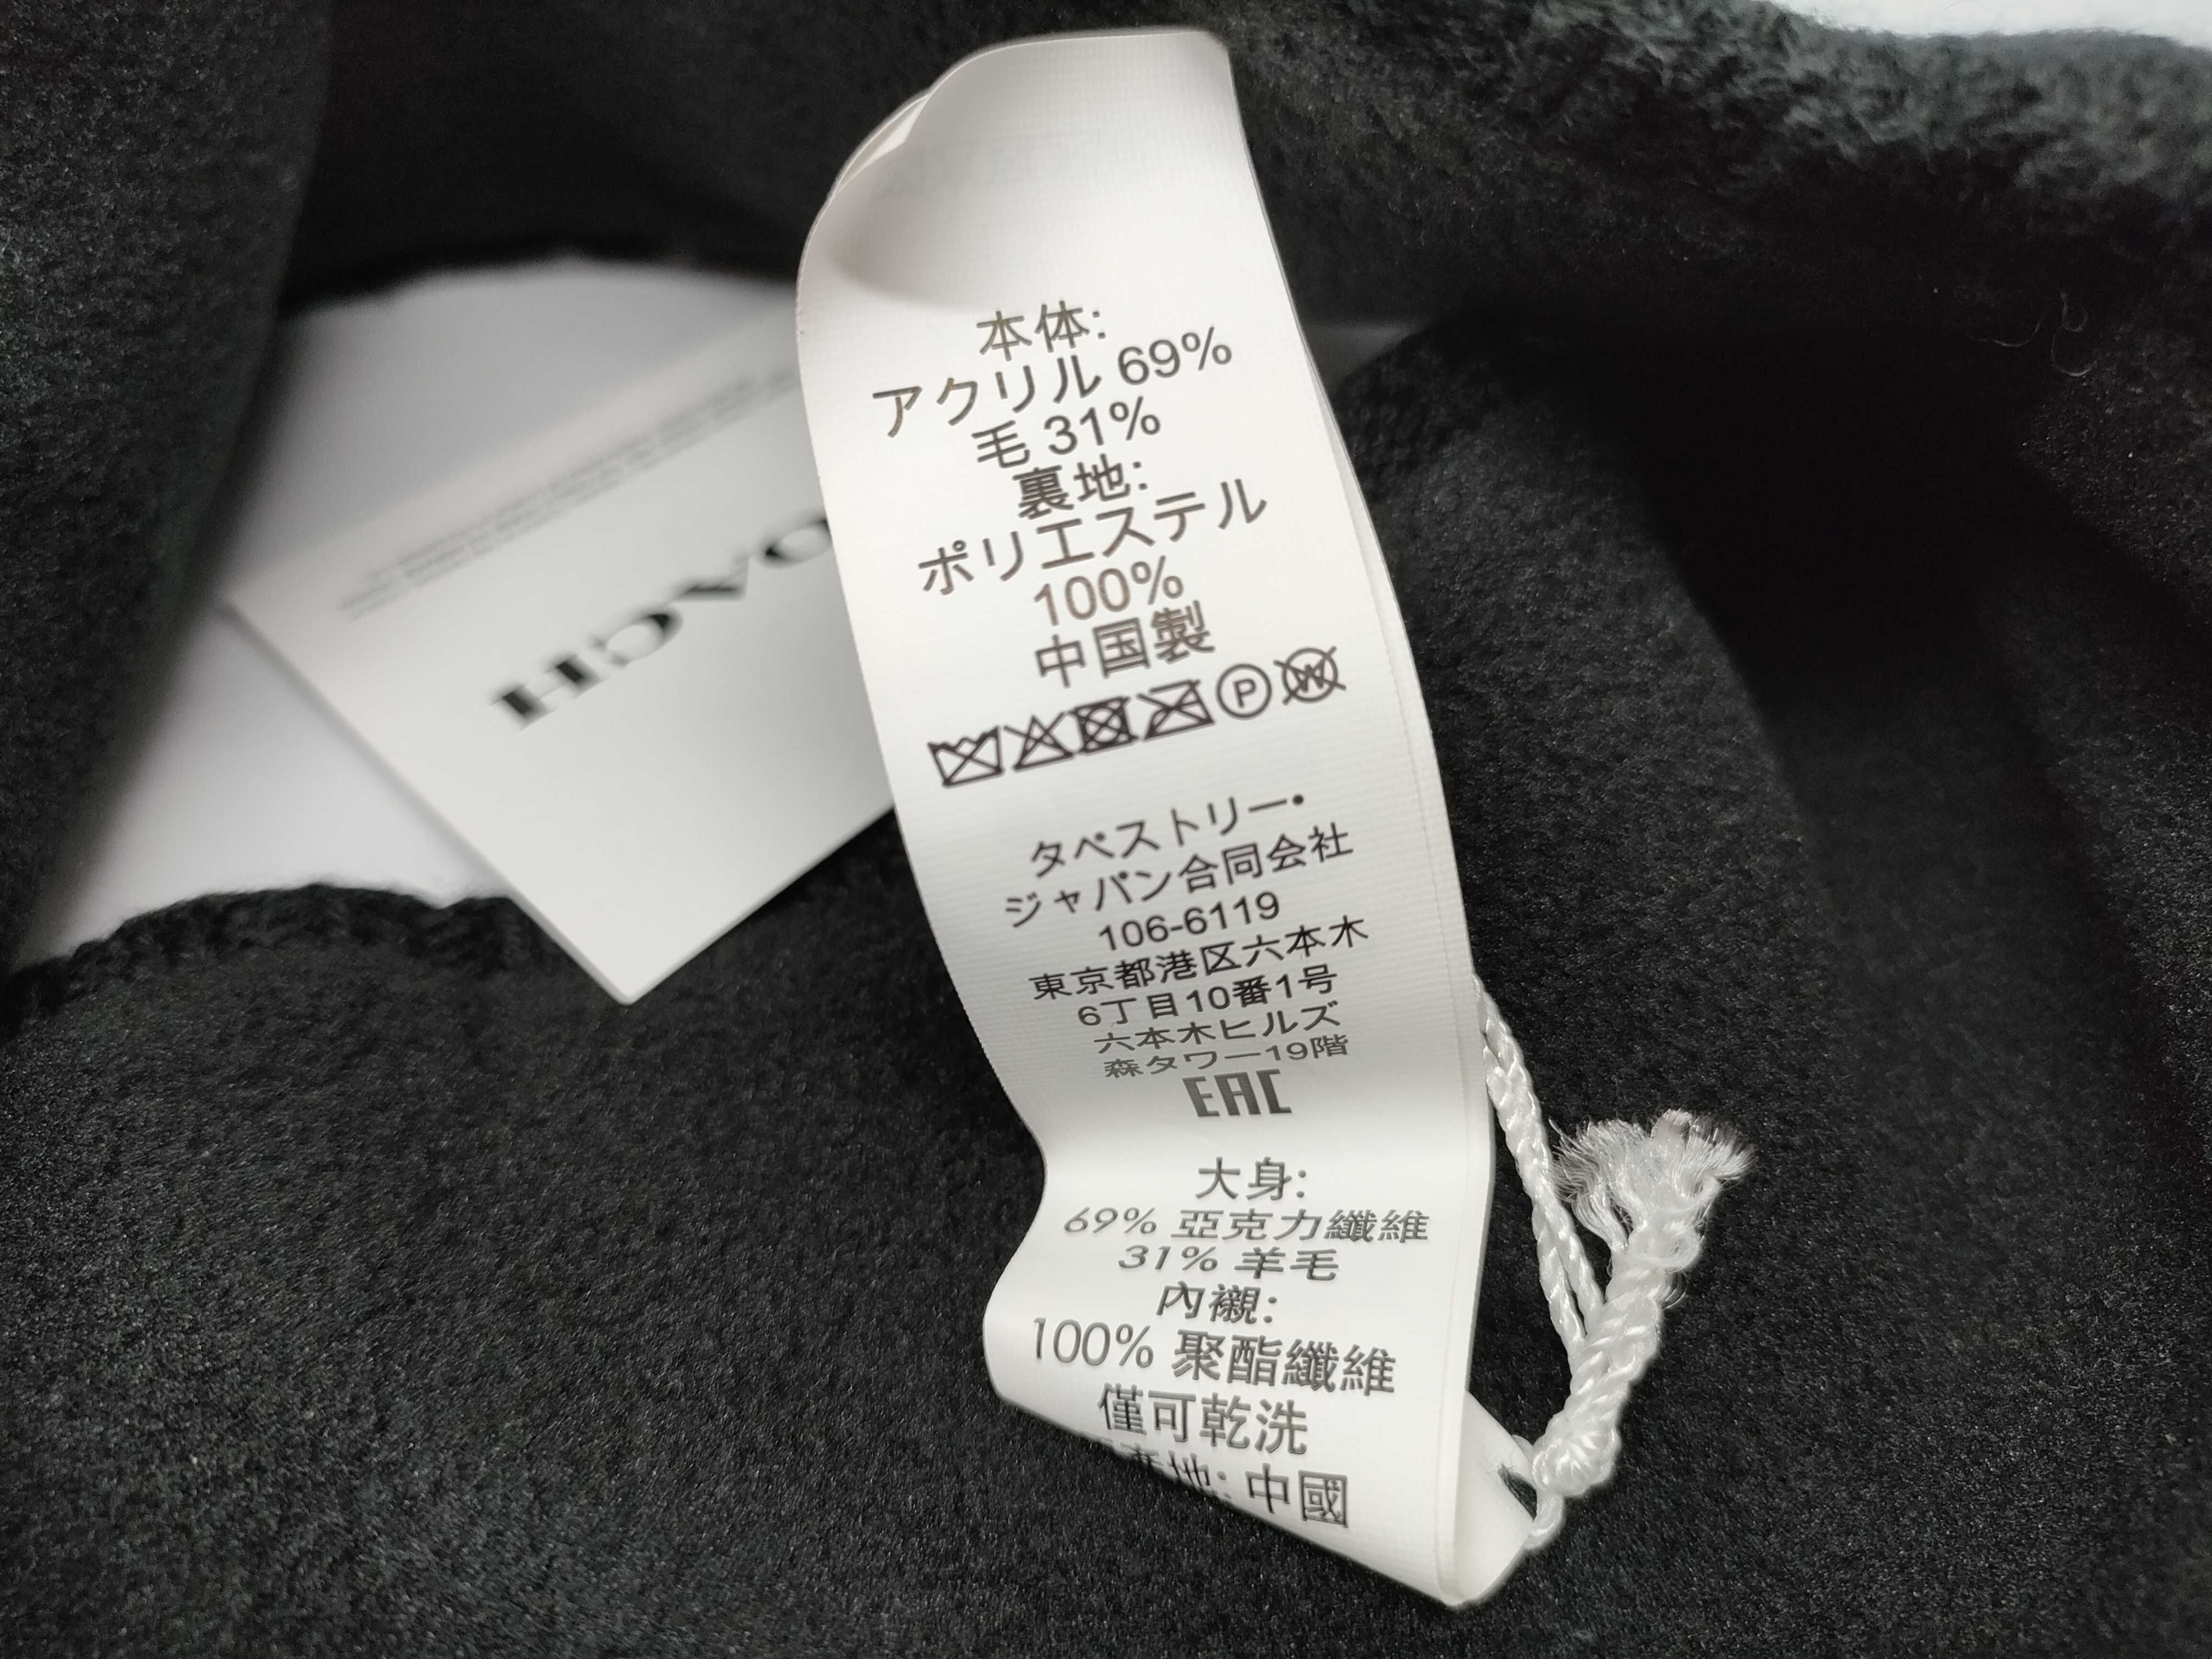 本体:
アクリル 69%
毛 31%
裏地:
ポリエステル
100%
中国製
P W
タペストリー・
ジャパン合同会社
106-6119
東京都港区六本木
6丁目10番1号
六本木ヒルズ
森タワー19階
EAC
大身:
69% 亞克力纖維
31% 羊毛
內襯:
100% 聚酯纖維
僅可乾洗
產地: 中國
OACH